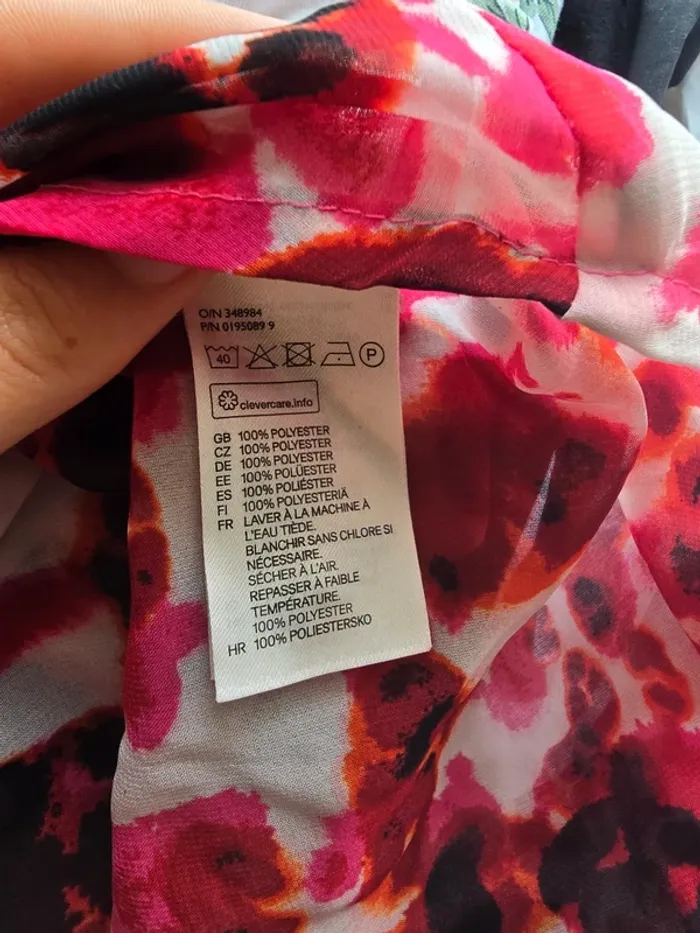 O/N 348984
P/N 0195089 9
40 P
clevercare.info
GB 100% POLYESTER
CZ 100% POLYESTER
DE 100% POLYESTER
EE 100% POLÜESTER
ES 100% POLIÉSTER
FI 100% POLYESTERIÄ
FR LAVER À LA MACHINE À
L'EAU TIÈDE.
BLANCHIR SANS CHLORE SI
NÉCESSAIRE.
SÉCHER À L'AIR.
REPASSER À FAIBLE
TEMPÉRATURE.
100% POLYESTER
HR 100% POLIESTERSKO